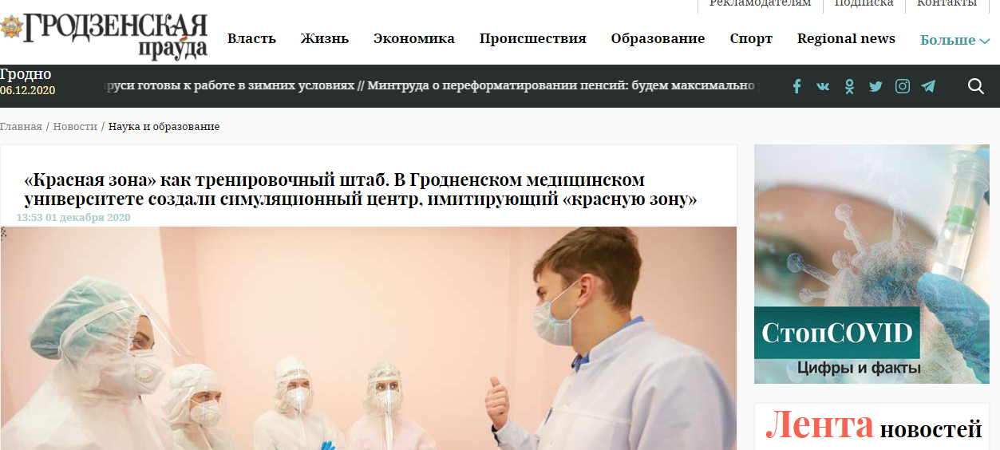 Рекламодателям Подписка Контакты
ГРОДЗЕНСКАЯ
прауда
Власть Жизнь Экономика Происшествия Образование Спорт Regional news Больше
Гродно
06.12.2020
готовы к работе в зимних условиях // Минтруда о переформатировании пенсий: будем максимально
Главная / Новости / Наука и образование
«Красная зона» как тренировочный штаб. В Гродненском медицинском
университете создали симуляционный центр, имитирующий «красную зону»
13:53 01 декабря 2020
СтопCOVID
Цифры и факты
Лента новостей